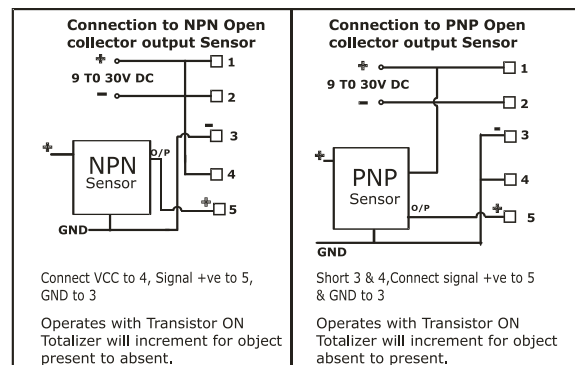 Connection to NPN Open
collector output Sensor
+
1
9 T0 30V DC
-
2
-
3
+
NPN
Sensor
O/P
4
+
5
GND
Connect VCC to 4, Signal +ve to 5,
GND to 3
Operates with Transistor ON
Totalizer will increment for object
present to absent.
Connection to PNP Open
collector output Sensor
+
1
9 T0 30V DC
-
2
-
3
+
PNP
Sensor
4
O/P
+
5
GND
Short 3 & 4,Connect signal +ve to 5
& GND to 3
Operates with Transistor ON
Totalizer will increment for object
absent to present.